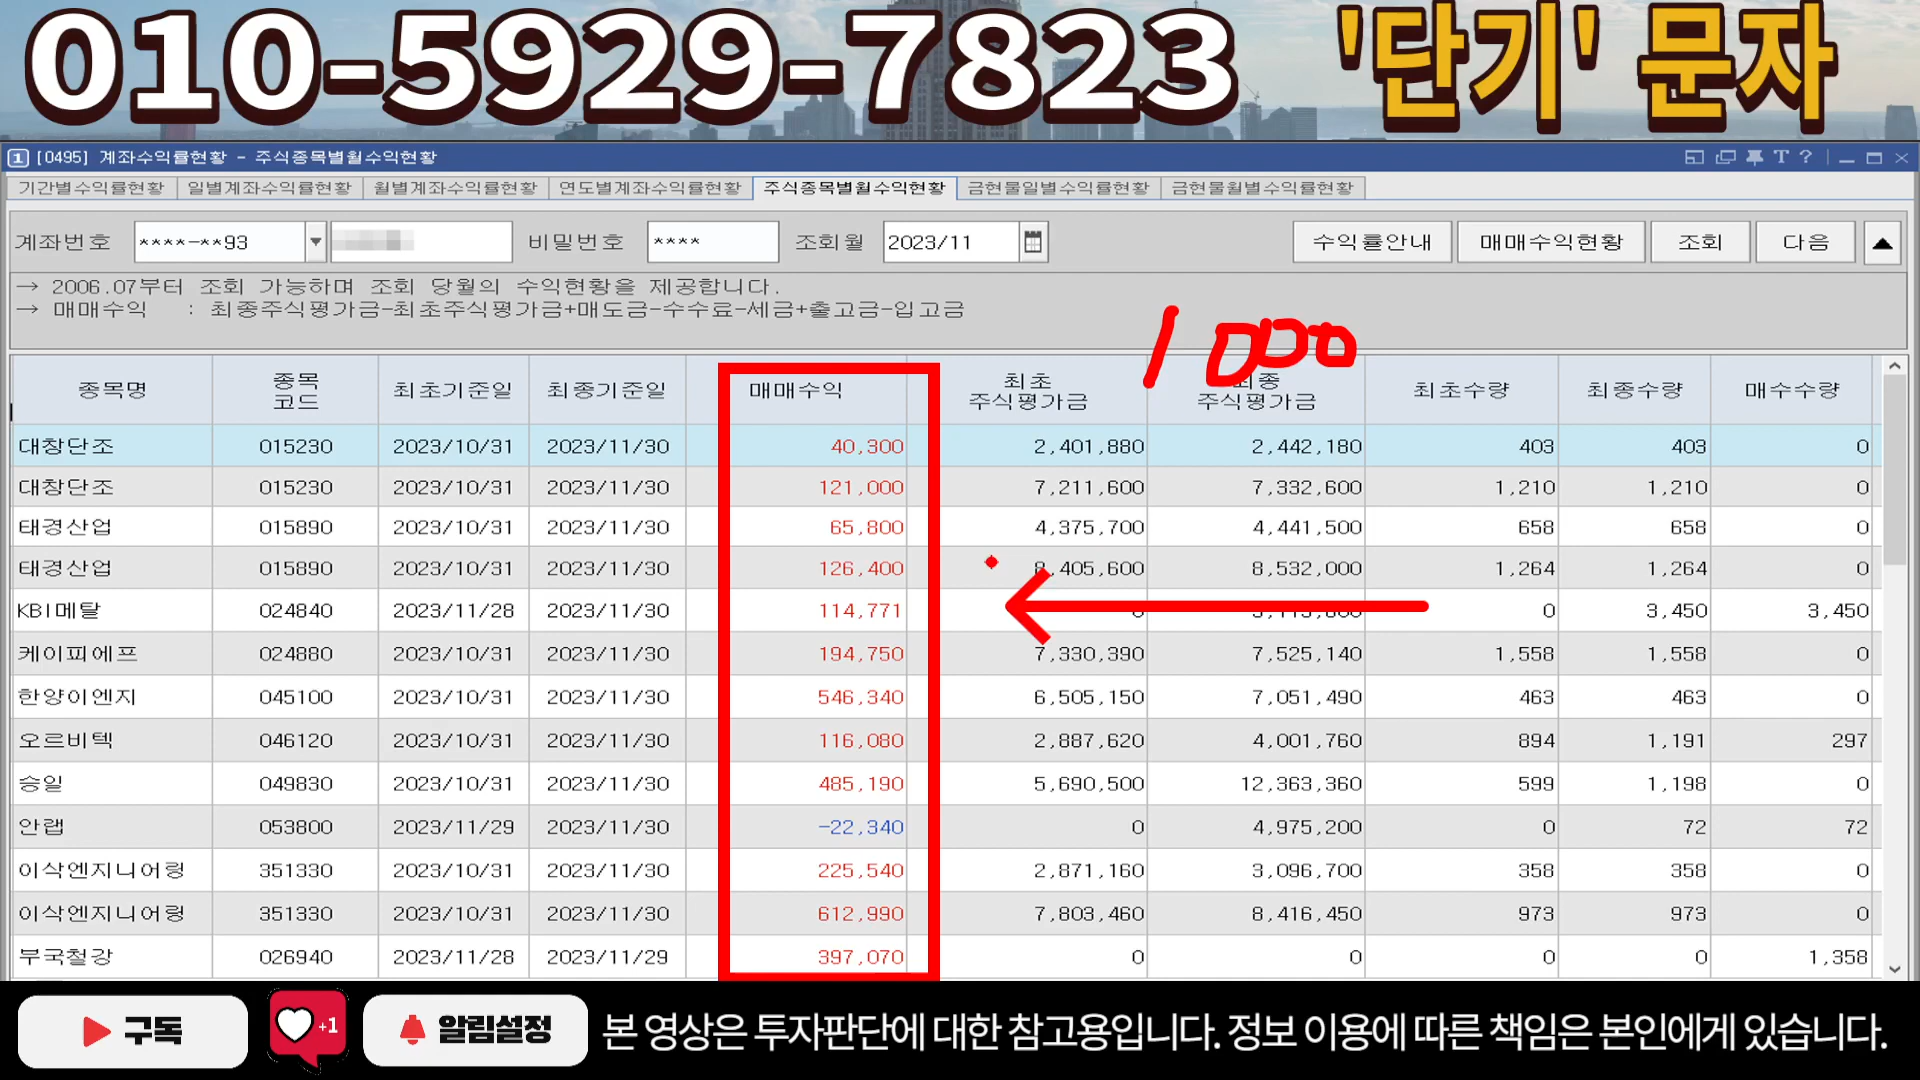 010-5929-7823 '단기' 문자
1 [0495] 계좌수익률현황 - 주식종목별월수익현황
기간별수익률현황 일별계좌수익률현황 월별계좌수익률현황 연도별계좌수익률현황 주식종목별월수익현황 금현물일별수익률현황 금현물월별수익률현황
계좌번호 ****-**93 비밀번호 **** 조회월 2023/11 수익률안내 매매수익현황 조회 다음
→ 2006.07부터 조회 가능하며 조회 당월의 수익현황을 제공합니다.
→ 매매수익 : 최종주식평가금-최초주식평가금+매도금-수수료-세금+출고금-입고금
1000
종목명 종목코드 최초기준일 최종기준일 매매수익 최초주식평가금 최종주식평가금 최초수량 최종수량 매수수량
대창단조 015230 2023/10/31 2023/11/30 40,300 2,401,880 2,442,180 403 403 0
대창단조 015230 2023/10/31 2023/11/30 121,000 7,211,600 7,332,600 1,210 1,210 0
태경산업 015890 2023/10/31 2023/11/30 65,800 4,375,700 4,441,500 658 658 0
태경산업 015890 2023/10/31 2023/11/30 126,400 8,405,600 8,532,000 1,264 1,264 0
KBI메탈 024840 2023/11/28 2023/11/30 114,771 0 0 3,450 3,450
케이피에프 024880 2023/10/31 2023/11/30 194,750 7,330,390 7,525,140 1,558 1,558 0
한양이엔지 045100 2023/10/31 2023/11/30 546,340 6,505,150 7,051,490 463 463 0
오르비텍 046120 2023/10/31 2023/11/30 116,080 2,887,620 4,001,760 894 1,191 297
승일 049830 2023/10/31 2023/11/30 485,190 5,690,500 12,363,360 599 1,198 0
안랩 053800 2023/11/29 2023/11/30 -22,340 0 4,975,200 0 72 72
이삭엔지니어링 351330 2023/10/31 2023/11/30 225,540 2,871,160 3,096,700 358 358 0
이삭엔지니어링 351330 2023/10/31 2023/11/30 612,990 7,803,460 8,416,450 973 973 0
부국철강 026940 2023/11/28 2023/11/29 397,070 0 0 0 0 1,358
구독 +1 알림설정 본 영상은 투자판단에 대한 참고용입니다. 정보 이용에 따른 책임은 본인에게 있습니다.